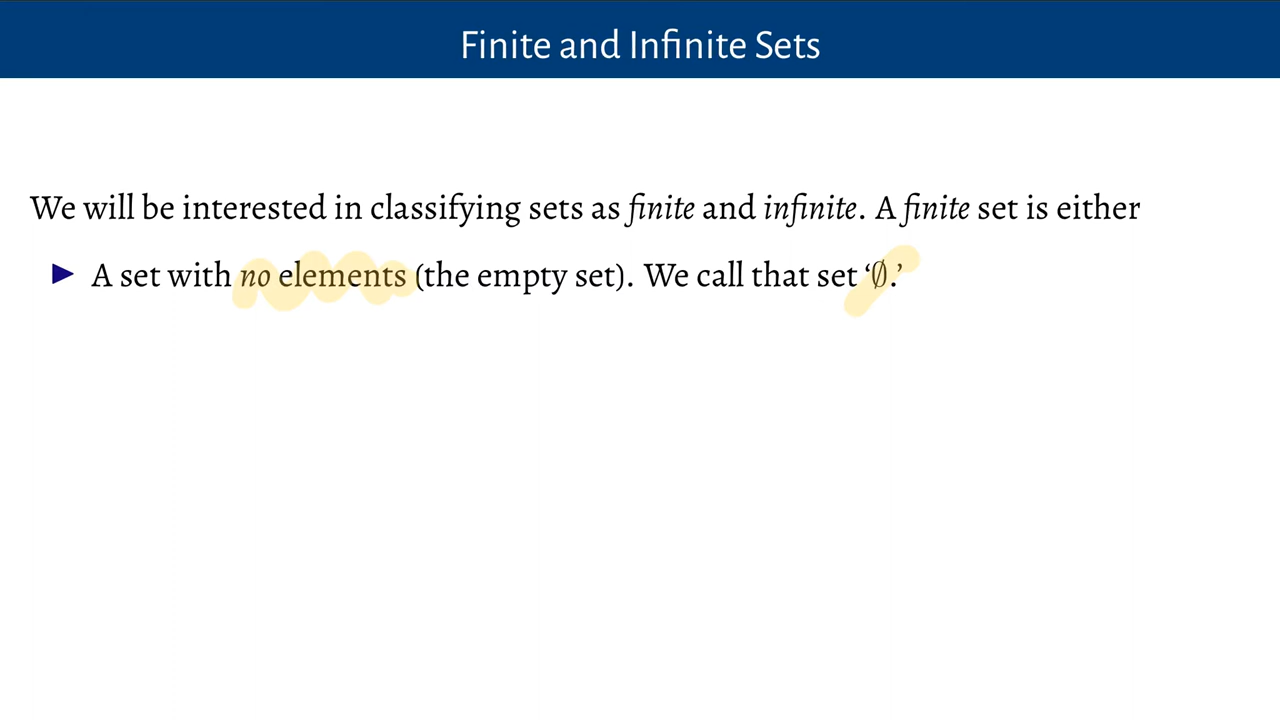 Finite and Infinite Sets
We will be interested in classifying sets as finite and infinite. A finite set is either
▶ A set with no elements (the empty set). We call that set ‘∅.’